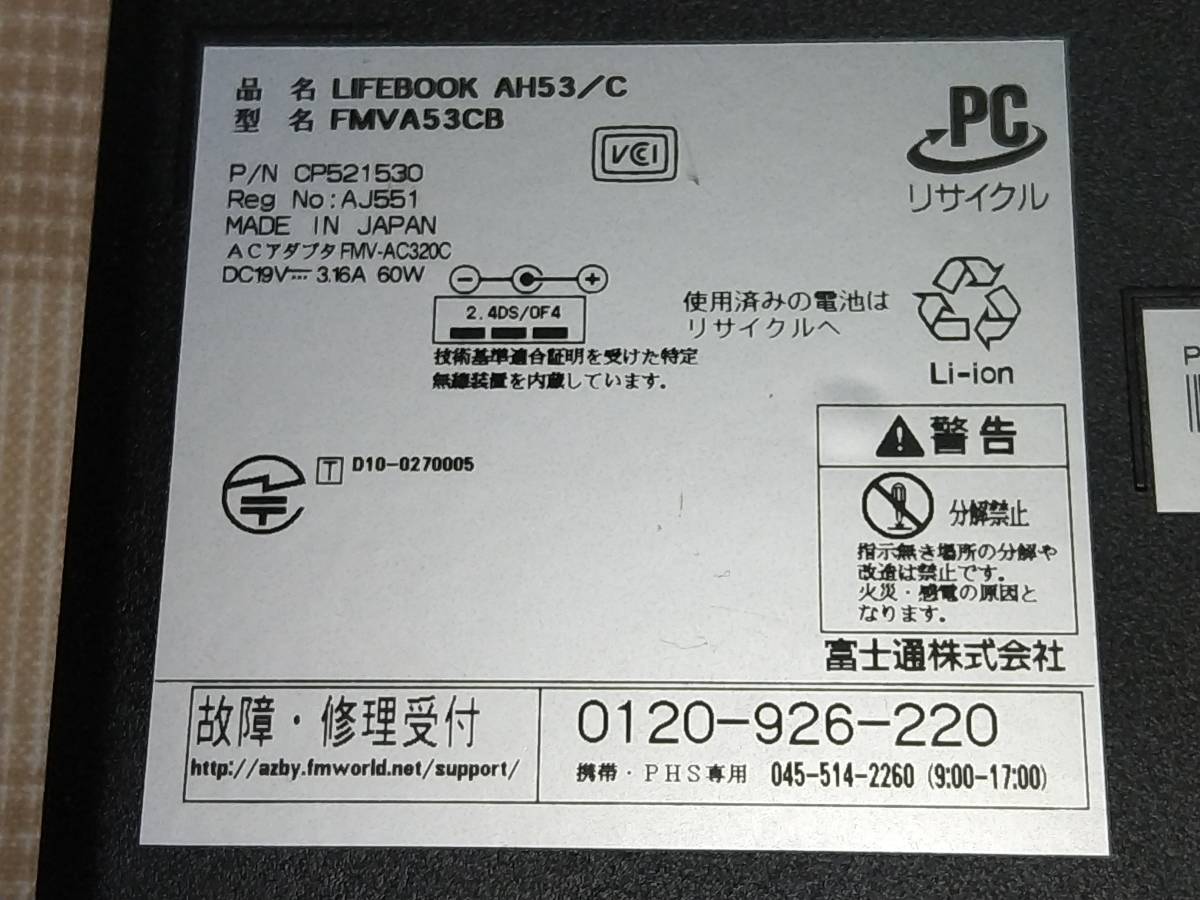 品 名 LIFEBOOK AH53/C
型 名 FMVA53CB
VCCI
PC
リサイクル
P/N CP521530
Reg No:AJ551
MADE IN JAPAN
ACアダプタ FMV-AC320C
DC19V⎓ 3.16A 60W
2.4DS/OF4
技術基準適合証明を受けた特定
無線装置を内蔵しています。
使用済みの電池は
リサイクルへ
Li-ion
T D10-0270005
警告
分解禁止
指示無き場所の分解や
改造は禁止です。
火災・感電の原因と
なります。
富士通株式会社
故障・修理受付
http://azby.fmworld.net/support/
0120-926-220
携帯・PHS専用 045-514-2260 (9:00-17:00)
P